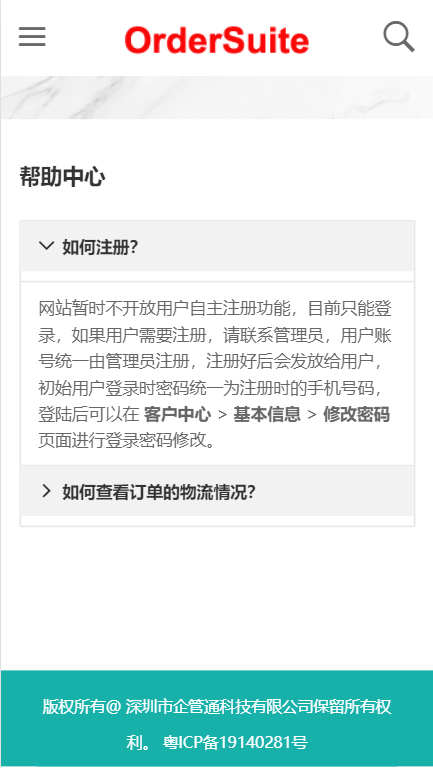 OrderSuite
帮助中心
如何注册?
网站暂时不开放用户自主注册功能，目前只能登
录，如果用户需要注册，请联系管理员，用户账
号统一由管理员注册，注册好后会发放给用户，
初始用户登录时密码统一为注册时的手机号码，
登陆后可以在 客户中心 > 基本信息 > 修改密码
页面进行登录密码修改。
如何查看订单的物流情况?
版权所有@ 深圳市企管通科技有限公司保留所有权
利。 粤ICP备19140281号